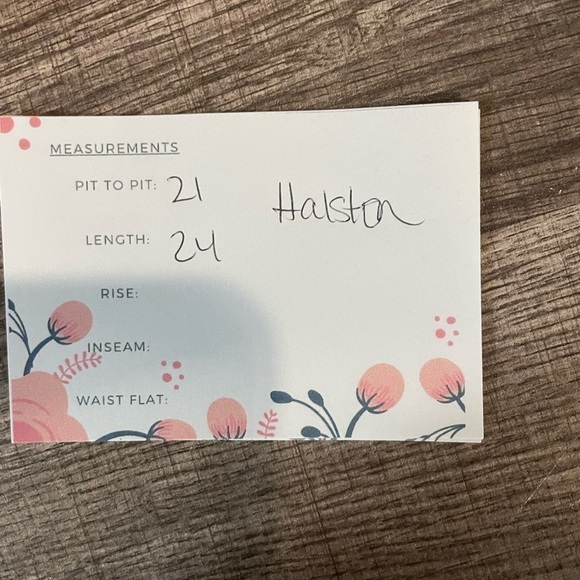 MEASUREMENTS
PIT TO PIT: 21
Halston
LENGTH: 24
RISE:
INSEAM:
WAIST FLAT: